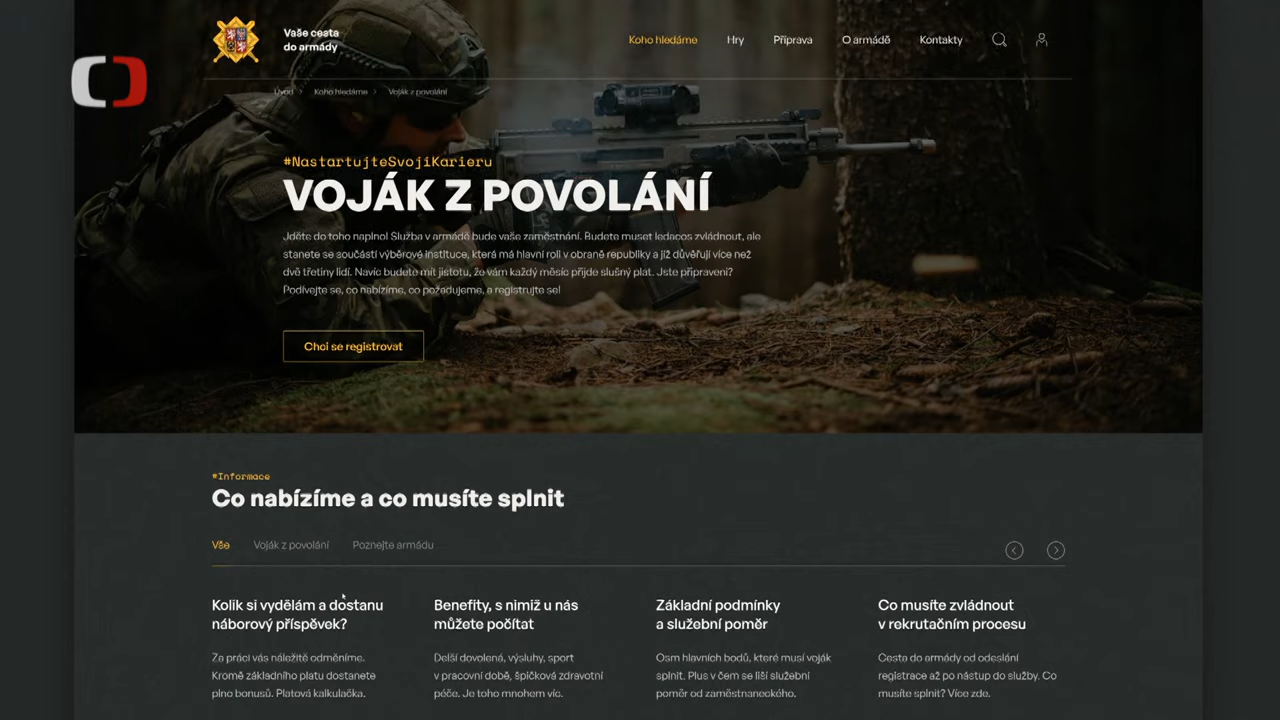 Vaše cesta
do armády
Koho hledáme
Hry
Příprava
O armádě
Kontakty
Úvod
Koho hledáme
Voják z povolání
#NastartujteSvojiKarieru
VOJÁK Z POVOLÁNÍ
Jděte do toho naplno! Služba v armádě bude vaše zaměstnání. Budete muset ledacos zvládnout, ale
stanete se součástí výběrové instituce, která má hlavní roli v obraně republiky a již důvěřují více než
dvě třetiny lidí. Navíc budete mít jistotu, že vám každý měsíc přijde slušný plat. Jste připraveni?
Podívejte se, co nabízíme, co požadujeme, a registrujte se!
Chci se registrovat
#Informace
Co nabízíme a co musíte splnit
Vše
Voják z povolání
Poznejte armádu
Kolik si vydělám a dostanu
náborový příspěvek?
Za práci vás náležitě odměníme.
Kromě základního platu dostanete
plno bonusů. Platová kalkulačka.
Benefity, s nimiž u nás
můžete počítat
Delší dovolená, výsluhy, sport
v pracovní době, špičková zdravotní
péče. Je toho mnohem víc.
Základní podmínky
a služební poměr
Osm hlavních bodů, které musí voják
splnit. Plus v čem se liší služební
poměr od zaměstnaneckého.
Co musíte zvládnout
v rekrutačním procesu
Cesta do armády od odeslání
registrace až po nástup do služby. Co
musíte splnit? Více zde.